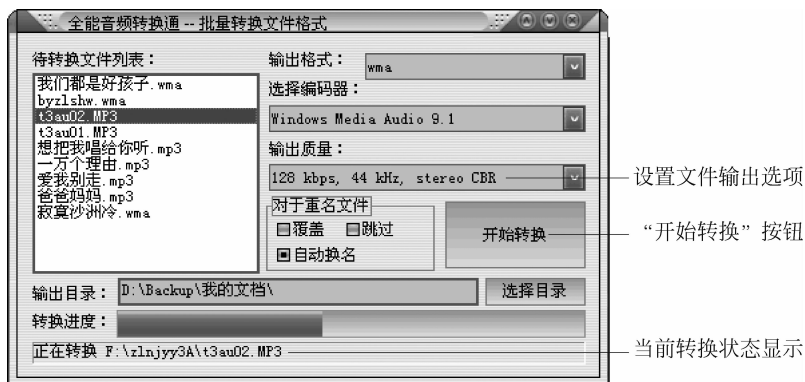 全能音频转换通 -- 批量转换文件格式
待转换文件列表：
我们都是好孩子.wma
byzlshw.wma
t3au02.MP3
t3au01.MP3
想把我唱给你听.mp3
一万个理由.mp3
爱我别走.mp3
爸爸妈妈.mp3
寂寞沙洲冷.wma
输出格式：
wma
选择编码器：
Windows Media Audio 9.1
输出质量：
128 kbps, 44 kHz, stereo CBR
设置文件输出选项
对于重名文件
覆盖
跳过
自动换名
开始转换
“开始转换”按钮
输出目录：
D:\Backup\我的文档\
选择目录
转换进度：
正在转换 F:\zlnjyy3A\t3au02.MP3
当前转换状态显示